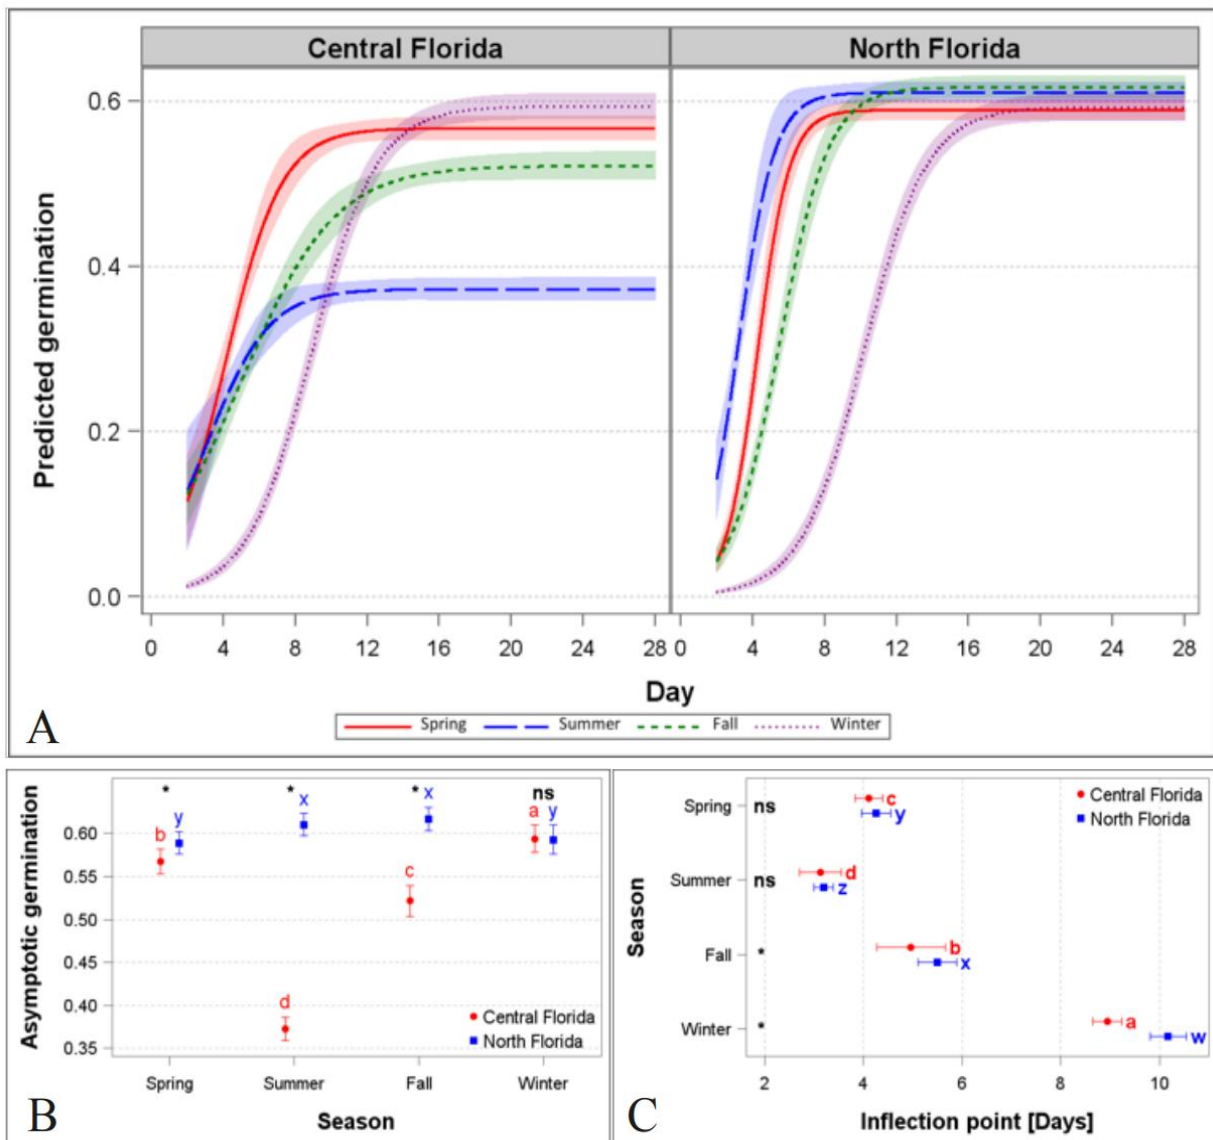 Central Florida North Florida
Predicted germination
0.6
0.4
0.2
0.0
0 4 8 12 16 20 24 28 0 4 8 12 16 20 24 28
Day
Spring Summer Fall Winter
A
Asymptotic germination
0.60
0.55
0.50
0.45
0.40
0.35
* * * ns
b y d x c x a y
Central Florida
North Florida
Spring Summer Fall Winter
Season
B
Season
Spring ns c y
Summer ns d z
Fall * b x
Winter * a w
Central Florida
North Florida
2 4 6 8 10
Inflection point [Days]
C